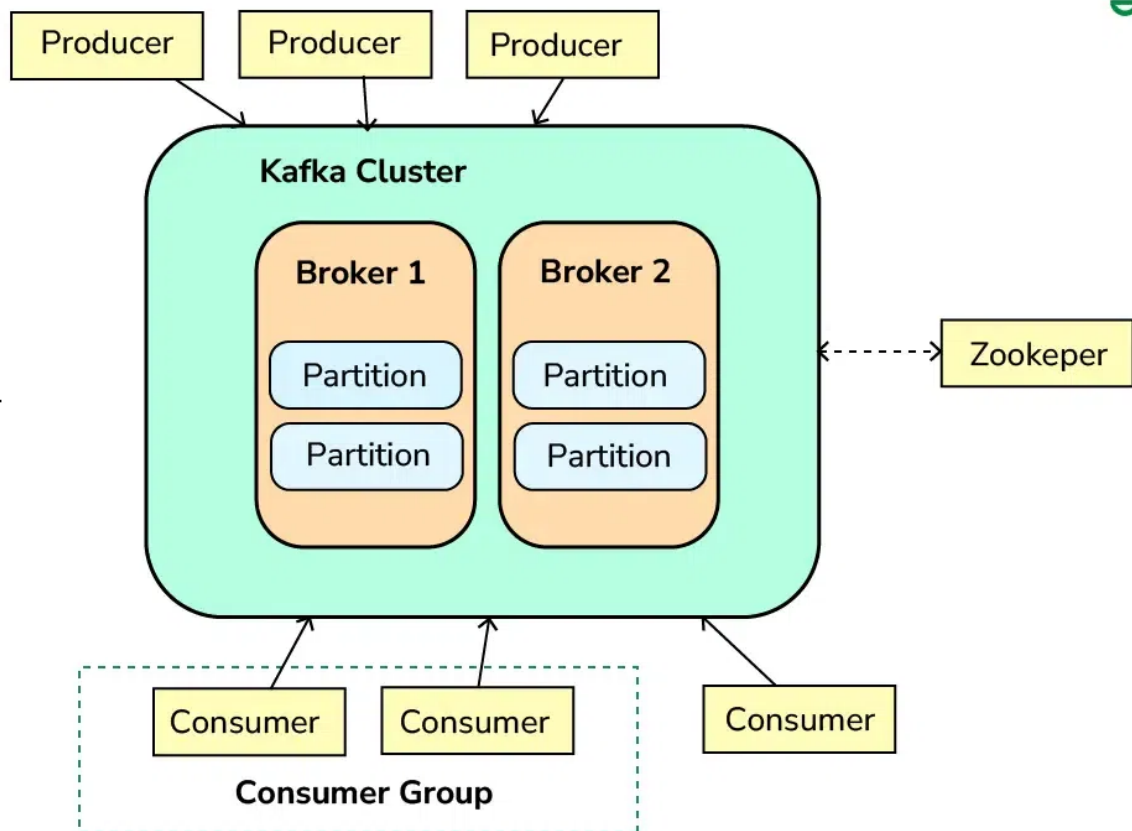 Producer
Producer
Producer
Kafka Cluster
Broker 1
Broker 2
Partition
Partition
Partition
Partition
Zookeper
Consumer
Consumer
Consumer
Consumer Group